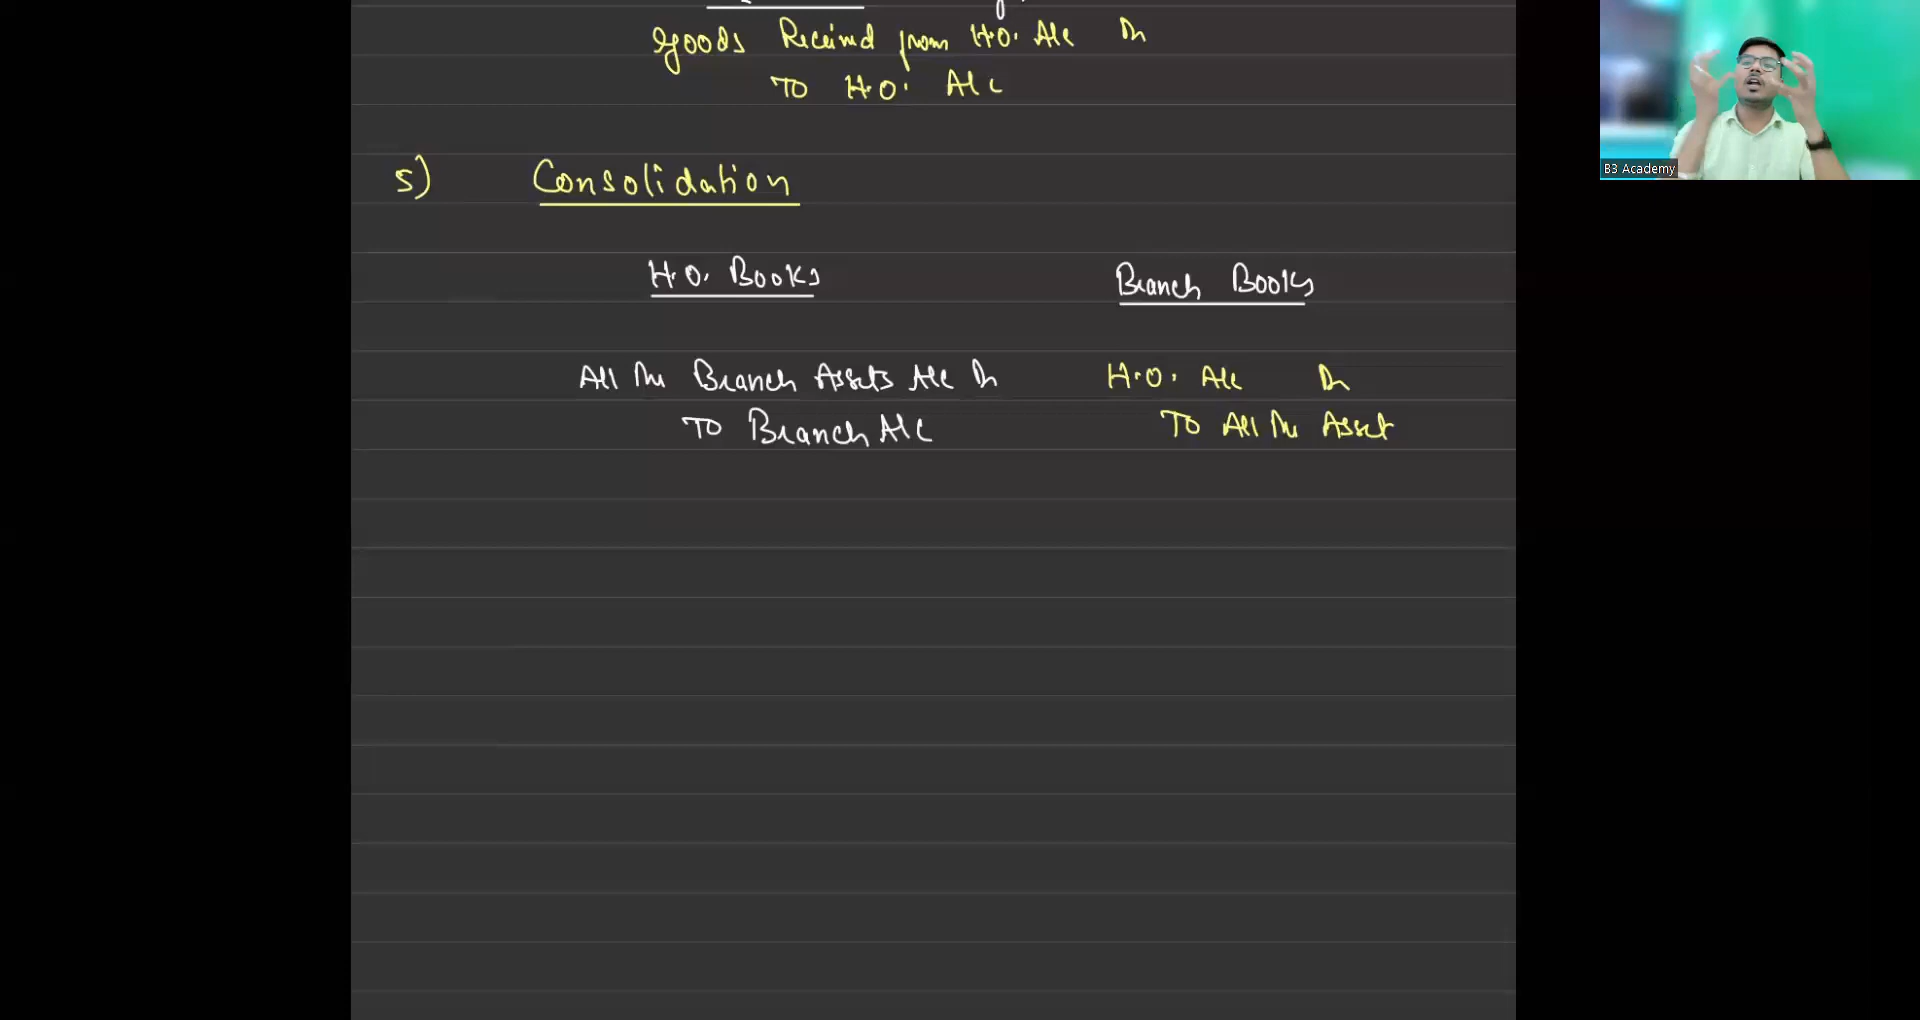 Goods Received from H.O. A/c Dr
To H.O. A/c
5) Consolidation
H.O. Books Branch Books
All the Branch Assets A/c Dr H.O. A/c Dr
To Branch A/c To All the Asset
B3 Academy